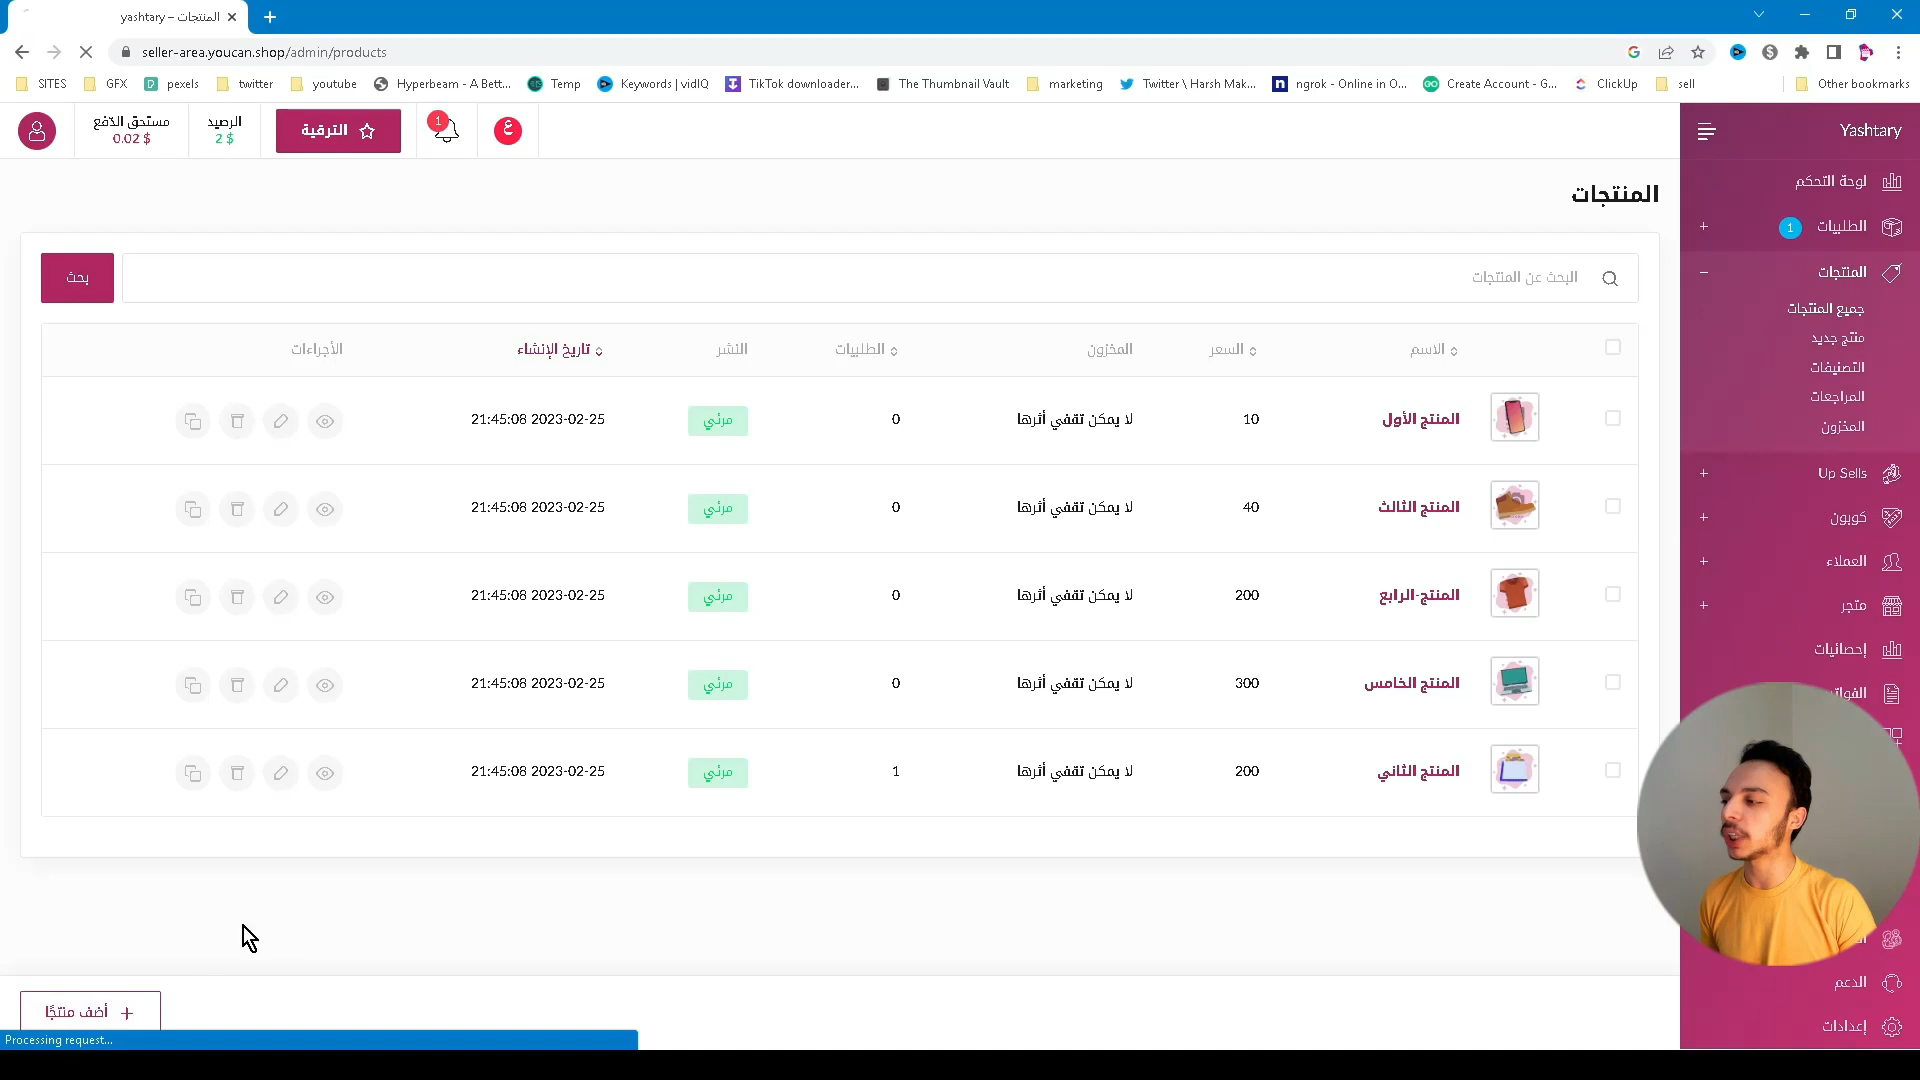 yashtary – المنتجات
seller-area.youcan.shop/admin/products
SITES
GFX
pexels
twitter
youtube
Hyperbeam - A Bett...
Temp
Keywords | vidIQ
TikTok downloader...
The Thumbnail Vault
marketing
Twitter \ Harsh Mak...
ngrok - Online in O...
Create Account - G...
ClickUp
sell
Other bookmarks
Yashtary
ع
1
الترقية
الرصيد
2 $
مستحق الدّفع
0.02 $
لوحة التحكم
الطلبيات 1 +
المنتجات −
جميع المنتجات
منتج جديد
التصنيفات
المراجعات
المخزون
Up Sells +
كوبون +
العملاء +
متجر +
إحصائيات
الدعم
إعدادات
المنتجات
البحث عن المنتجات
بحث
الاسم السعر المخزون الطلبيات النشر تاريخ الإنشاء الأجراءات
المنتج الأول 10 لا يمكن تقفي أثرها 0 مرئي 2023-02-25 21:45:08
المنتج الثالث 40 لا يمكن تقفي أثرها 0 مرئي 2023-02-25 21:45:08
المنتج-الرابع 200 لا يمكن تقفي أثرها 0 مرئي 2023-02-25 21:45:08
المنتج الخامس 300 لا يمكن تقفي أثرها 0 مرئي 2023-02-25 21:45:08
المنتج الثاني 200 لا يمكن تقفي أثرها 1 مرئي 2023-02-25 21:45:08
أضف منتجًا +
Processing request...